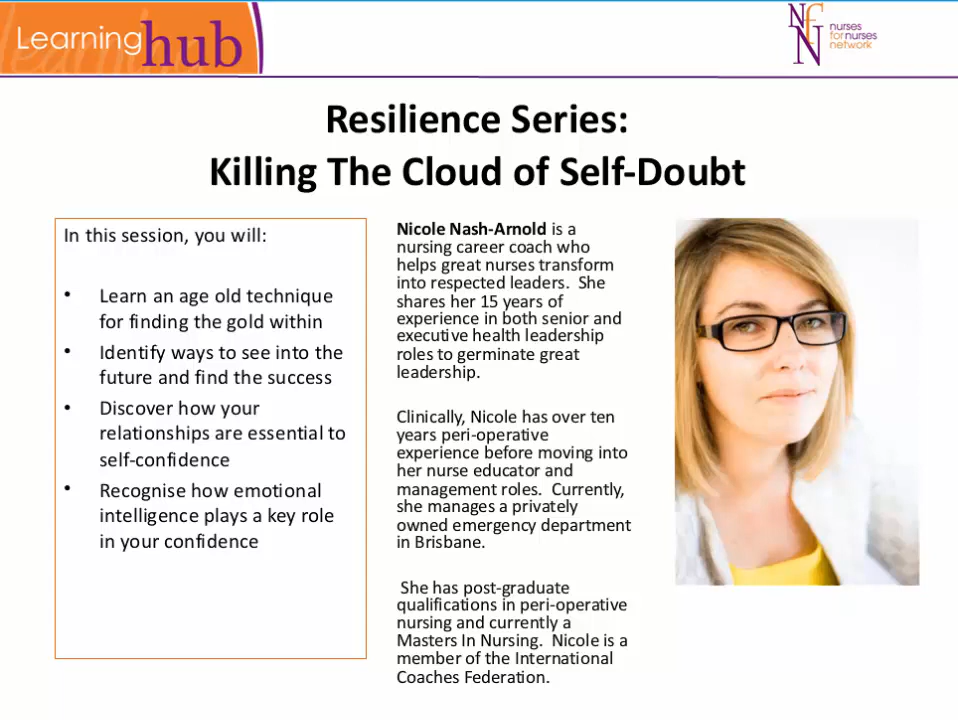 Learning hub
NfN
nurses
for nurses
network
Resilience Series:
Killing The Cloud of Self-Doubt
In this session, you will:
• Learn an age old technique
for finding the gold within
• Identify ways to see into the
future and find the success
• Discover how your
relationships are essential to
self-confidence
• Recognise how emotional
intelligence plays a key role
in your confidence
Nicole Nash-Arnold is a
nursing career coach who
helps great nurses transform
into respected leaders.  She
shares her 15 years of
experience in both senior and
executive health leadership
roles to germinate great
leadership.
Clinically, Nicole has over ten
years peri-operative
experience before moving into
her nurse educator and
management roles.  Currently,
she manages a privately
owned emergency department
in Brisbane.
She has post-graduate
qualifications in peri-operative
nursing and currently a
Masters In Nursing.  Nicole is a
member of the International
Coaches Federation.